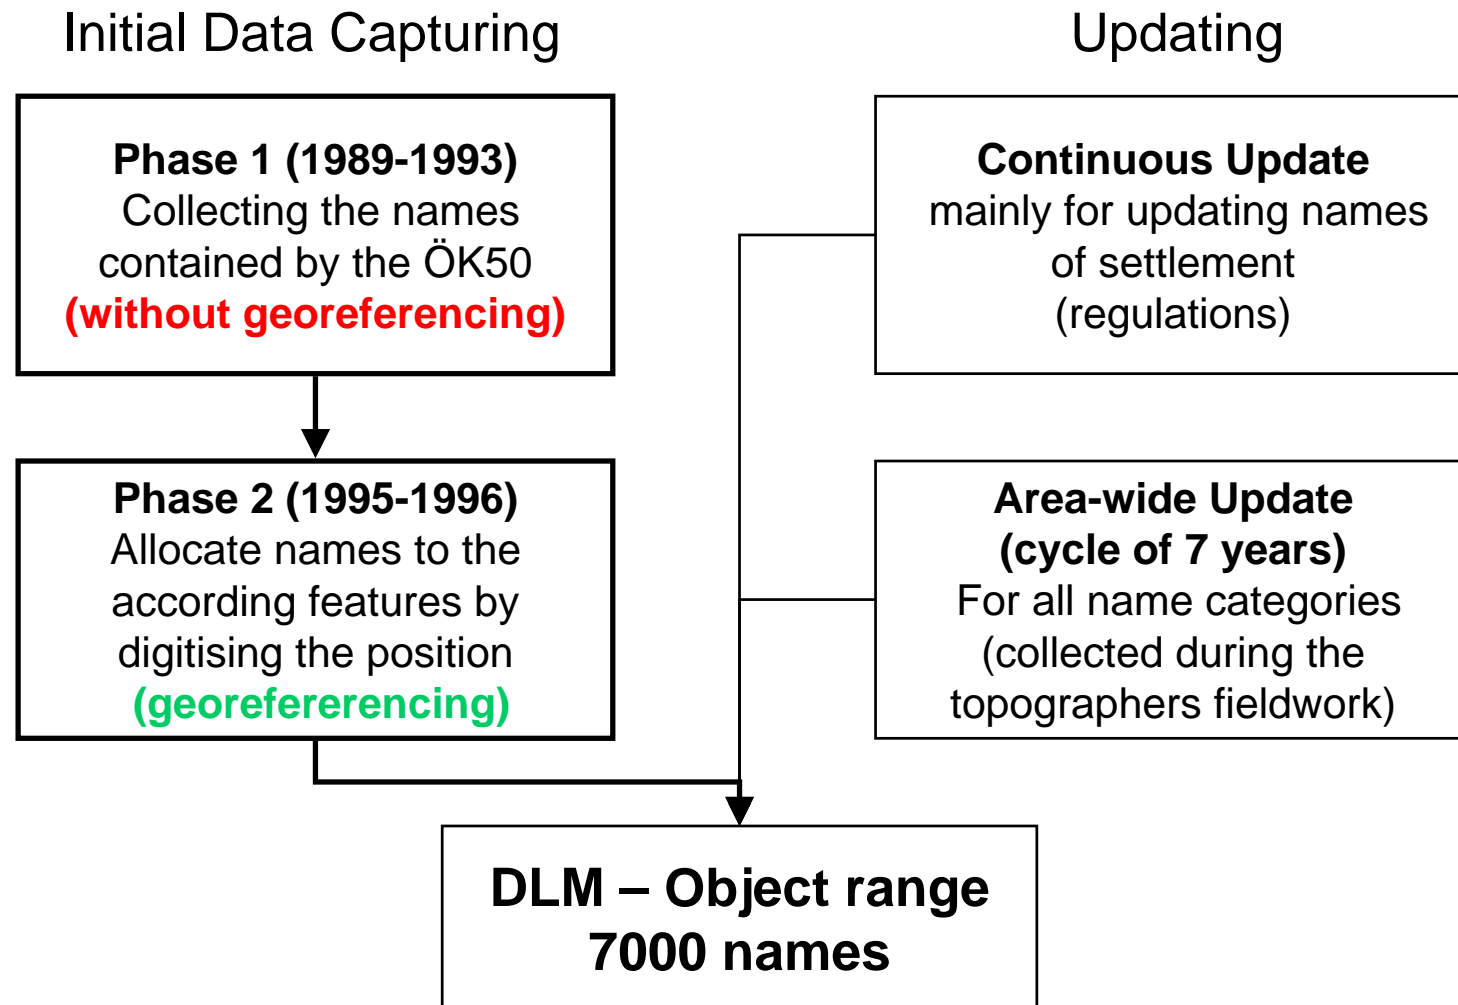 Initial Data Capturing
Phase 1 (1989-1993)
Collecting the names
contained by the ÖK50
(without georeferencing)
Phase 2 (1995-1996)
Allocate names to the
according features by
digitising the position
(georefererencing)
Updating
Continuous Update
mainly for updating names
of settlement
(regulations)
Area-wide Update
(cycle of 7 years)
For all name categories
(collected during the
topographers fieldwork)
DLM – Object range
7000 names